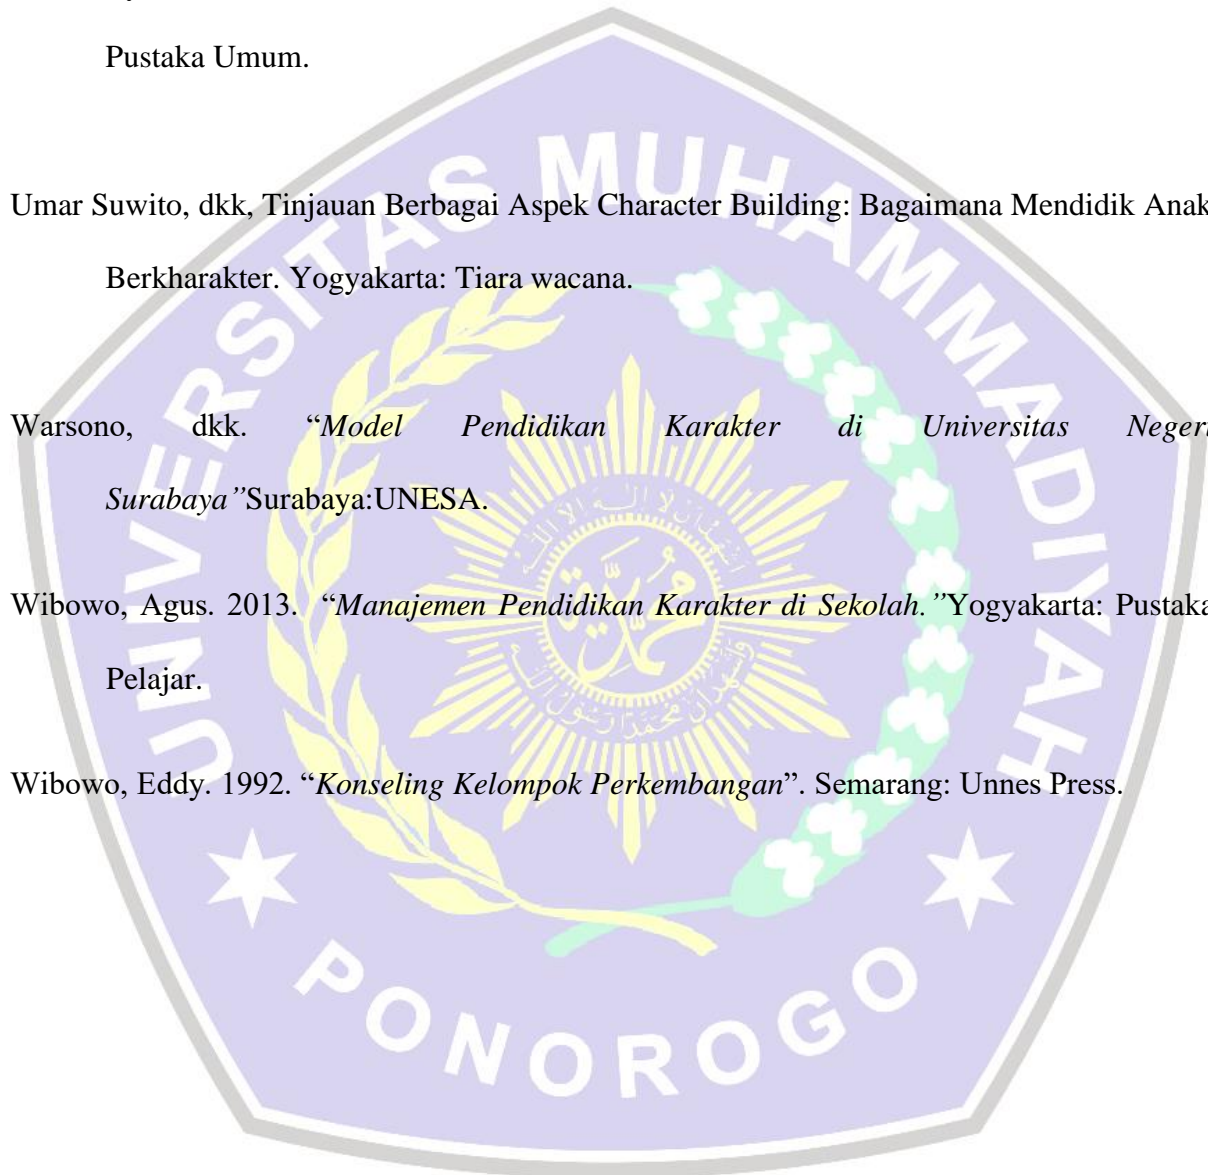 Pustaka Umum.
Umar Suwito, dkk, Tinjauan Berbagai Aspek Character Building: Bagaimana Mendidik Anak
Berkharakter. Yogyakarta: Tiara wacana.
Warsono, dkk. “Model Pendidikan Karakter di Universitas Negeri
Surabaya”Surabaya:UNESA.
Wibowo, Agus. 2013. “Manajemen Pendidikan Karakter di Sekolah.”Yogyakarta: Pustaka
Pelajar.
Wibowo, Eddy. 1992. “Konseling Kelompok Perkembangan”. Semarang: Unnes Press.
UNIVERSITAS MUHAMMADIYAH
PONOROGO